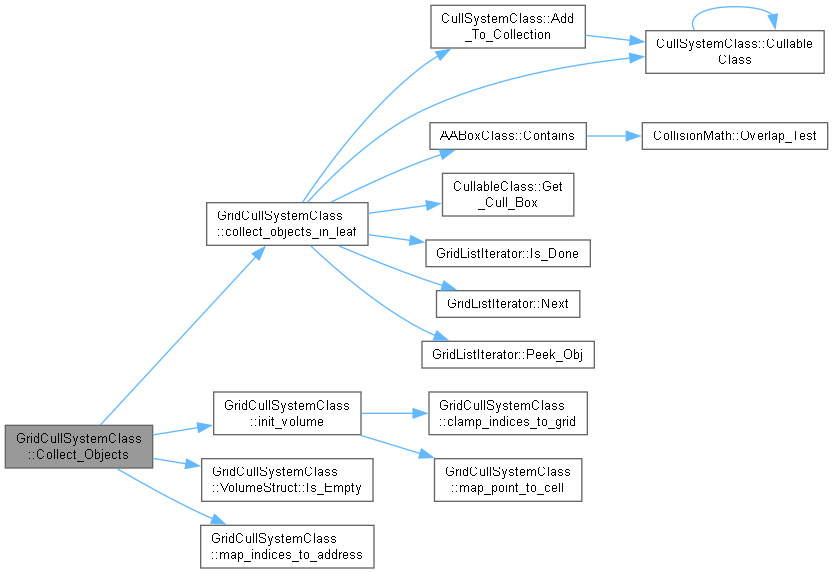 CullSystemClass::Add
_To_Collection
CullSystemClass::Cullable
Class
AABoxClass::Contains
CollisionMath::Overlap_Test
CullableClass::Get
_Cull_Box
GridCullSystemClass
::collect_objects_in_leaf
GridListIterator::Is_Done
GridListIterator::Next
GridListIterator::Peek_Obj
GridCullSystemClass
::init_volume
GridCullSystemClass
::clamp_indices_to_grid
GridCullSystemClass
::Collect_Objects
GridCullSystemClass
::VolumeStruct::Is_Empty
GridCullSystemClass
::map_point_to_cell
GridCullSystemClass
::map_indices_to_address